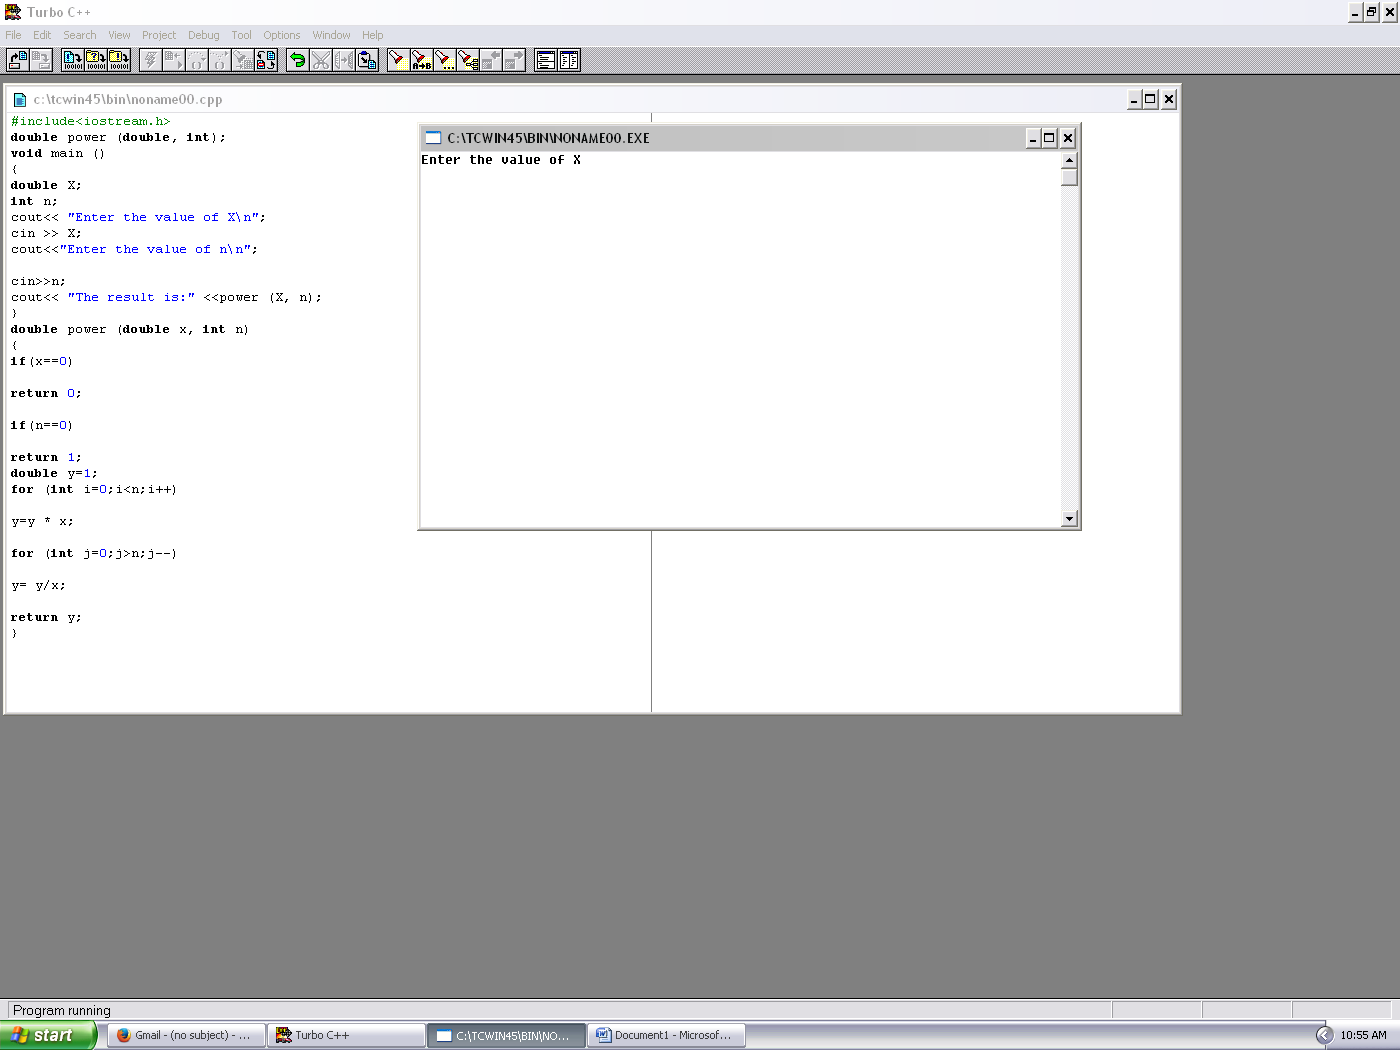 Turbo C++
File Edit Search View Project Debug Tool Options Window Help
c:\tcwin45\bin\noname00.cpp
#include<iostream.h>
double power (double, int);
void main ()
{
double X;
int n;
cout<< "Enter the value of X\n";
cin >> X;
cout<<"Enter the value of n\n";
cin>>n;
cout<< "The result is:" <<power (X, n);
}
double power (double x, int n)
{
if(x==0)
return 0;
if(n==0)
return 1;
double y=1;
for (int i=0;i<n;i++)
y=y * x;
for (int j=0;j>n;j--)
y= y/x;
return y;
}
C:\TCWIN45\BIN\NONAME00.EXE
Enter the value of X
Program running
start
Gmail - (no subject) - ...
Turbo C++
C:\TCWIN45\BIN\NO...
Document1 - Microsof...
10:55 AM